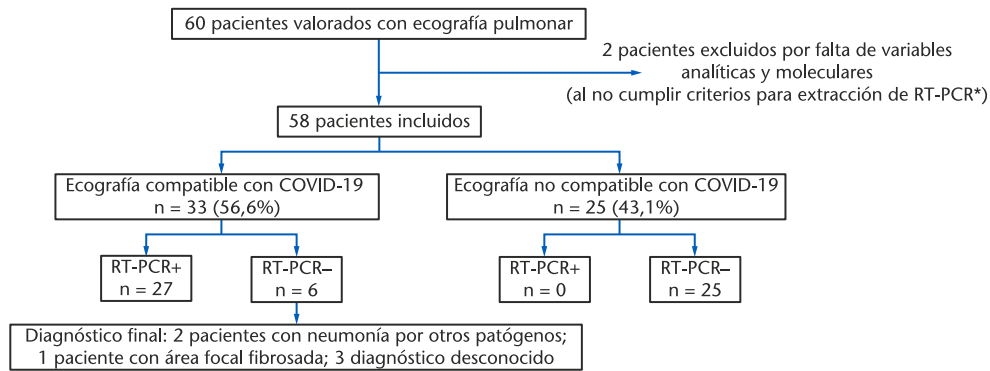 60 pacientes valorados con ecografía pulmonar
2 pacientes excluidos por falta de variables
analíticas y moleculares
(al no cumplir criterios para extracción de RT-PCR*)
58 pacientes incluidos
Ecografía compatible con COVID-19
n = 33 (56,6%)
Ecografía no compatible con COVID-19
n = 25 (43,1%)
RT-PCR+
n = 27
RT-PCR–
n = 6
RT-PCR+
n = 0
RT-PCR–
n = 25
Diagnóstico final: 2 pacientes con neumonía por otros patógenos;
1 paciente con área focal fibrosada; 3 diagnóstico desconocido